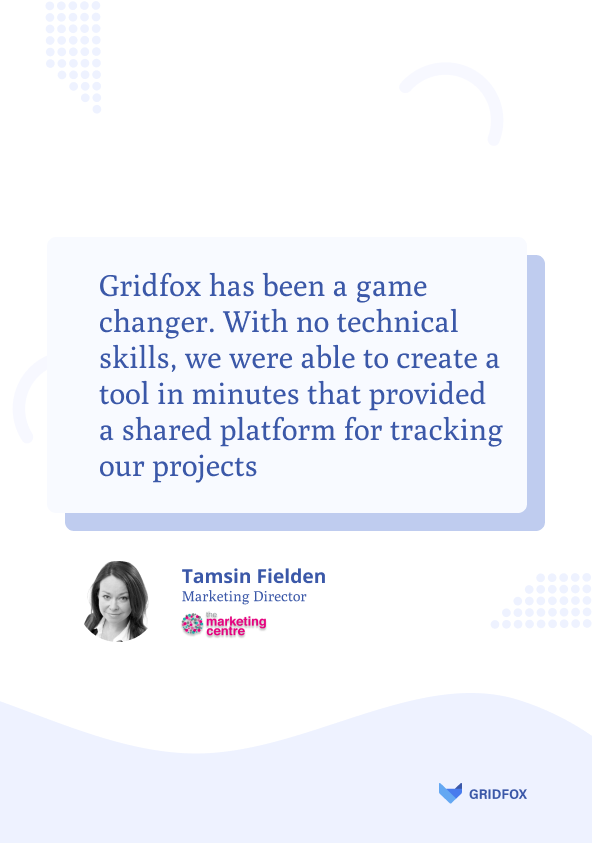 Gridfox has been a game
changer. With no technical
skills, we were able to create a
tool in minutes that provided
a shared platform for tracking
our projects
Tamsin Fielden
Marketing Director
the
marketing
centre
GRIDFOX